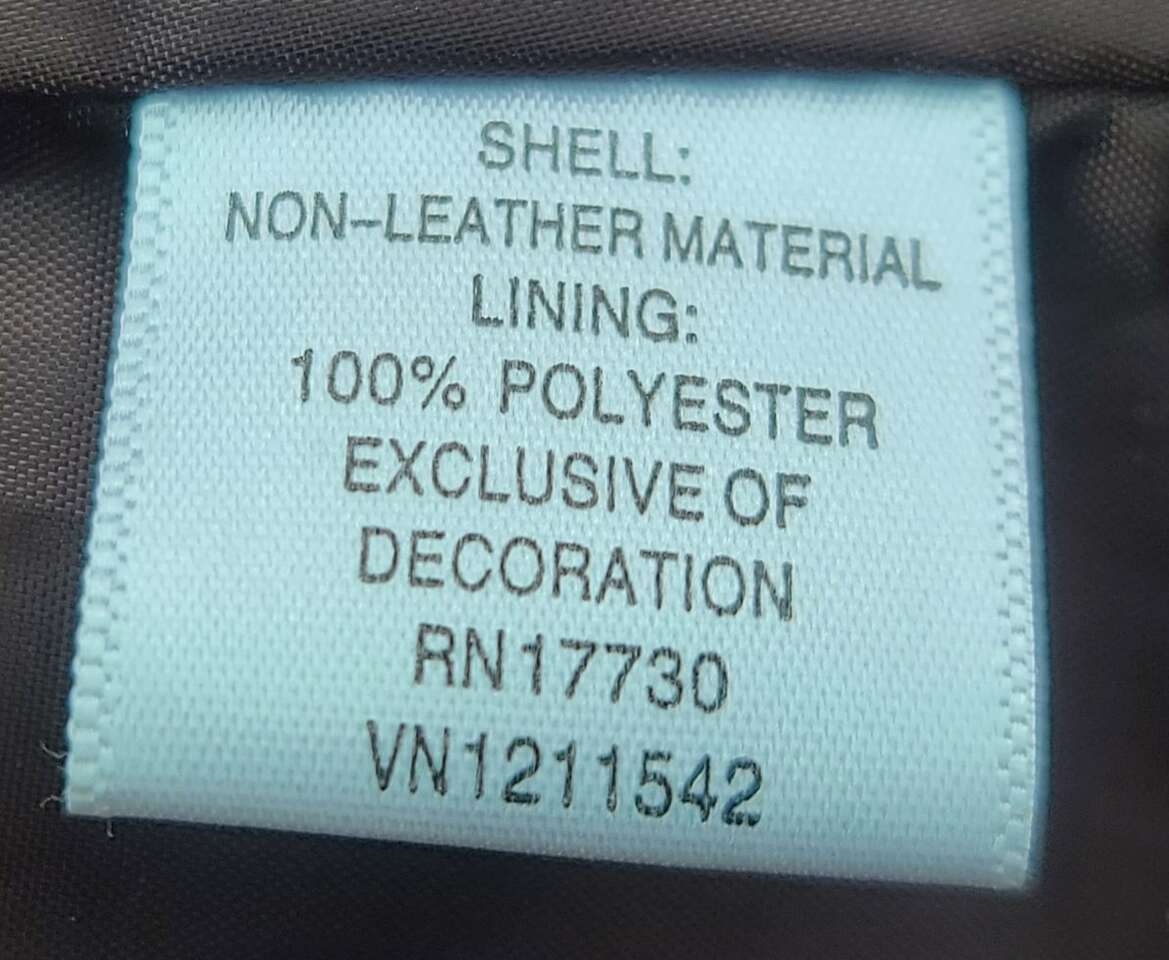 SHELL:
NON-LEATHER MATERIAL
LINING:
100% POLYESTER
EXCLUSIVE OF
DECORATION
RN17730
VN1211542